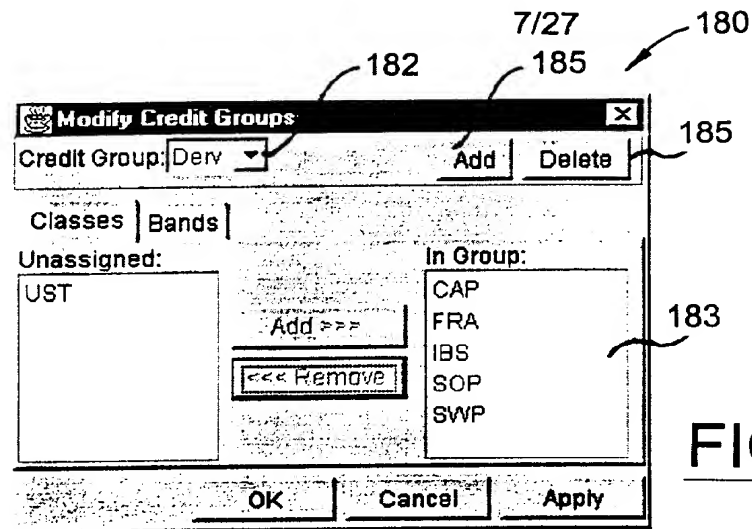 7/27
180
182
185
Modify Credit Groups
Credit Group: Derv
Add
Delete
185
Classes
Bands
Unassigned:
In Group:
UST
CAP
FRA
IBS
SOP
SWP
183
Add >>>
<<< Remove
OK
Cancel
Apply